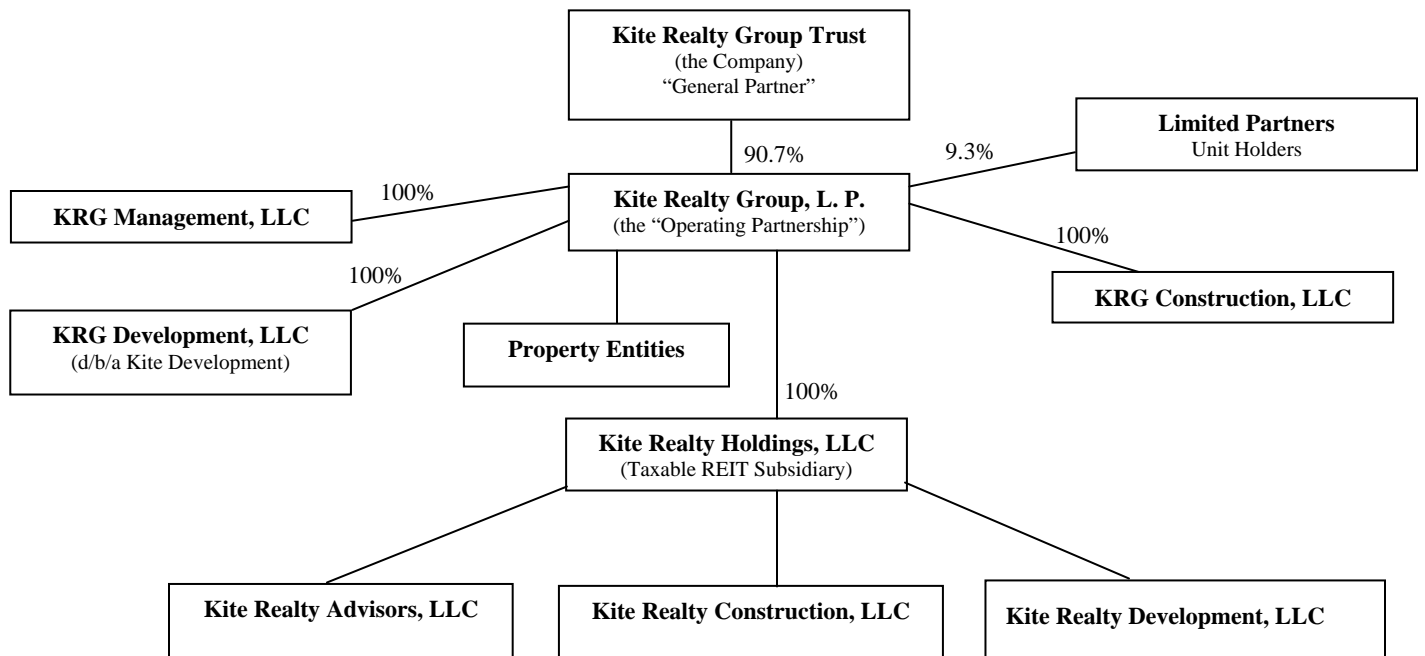 Kite Realty Group Trust
(the Company)
“General Partner”
Limited Partners
Unit Holders
90.7%
9.3%
100%
KRG Management, LLC
Kite Realty Group, L. P.
(the “Operating Partnership”)
100%
100%
KRG Construction, LLC
KRG Development, LLC
(d/b/a Kite Development)
Property Entities
100%
Kite Realty Holdings, LLC
(Taxable REIT Subsidiary)
Kite Realty Advisors, LLC
Kite Realty Construction, LLC
Kite Realty Development, LLC